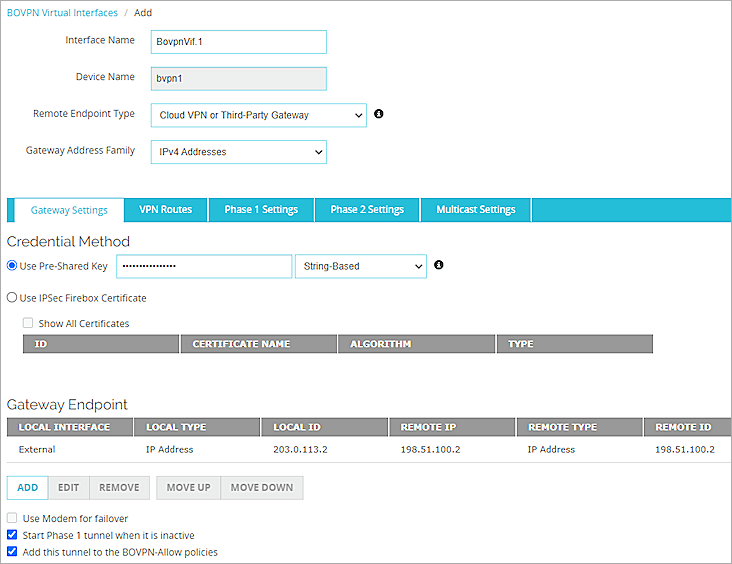 BOVPN Virtual Interfaces / Add
Interface Name BovpnVif.1
Device Name bvpn1
Remote Endpoint Type Cloud VPN or Third-Party Gateway
Gateway Address Family IPv4 Addresses
Gateway Settings VPN Routes Phase 1 Settings Phase 2 Settings Multicast Settings
Credential Method
Use Pre-Shared Key •••••••••••••••• String-Based
Use IPSec Firebox Certificate
Show All Certificates
ID CERTIFICATE NAME ALGORITHM TYPE
Gateway Endpoint
LOCAL INTERFACE LOCAL TYPE LOCAL ID REMOTE IP REMOTE TYPE REMOTE ID
External IP Address 203.0.113.2 198.51.100.2 IP Address 198.51.100.2
ADD EDIT REMOVE MOVE UP MOVE DOWN
Use Modem for failover
Start Phase 1 tunnel when it is inactive
Add this tunnel to the BOVPN-Allow policies